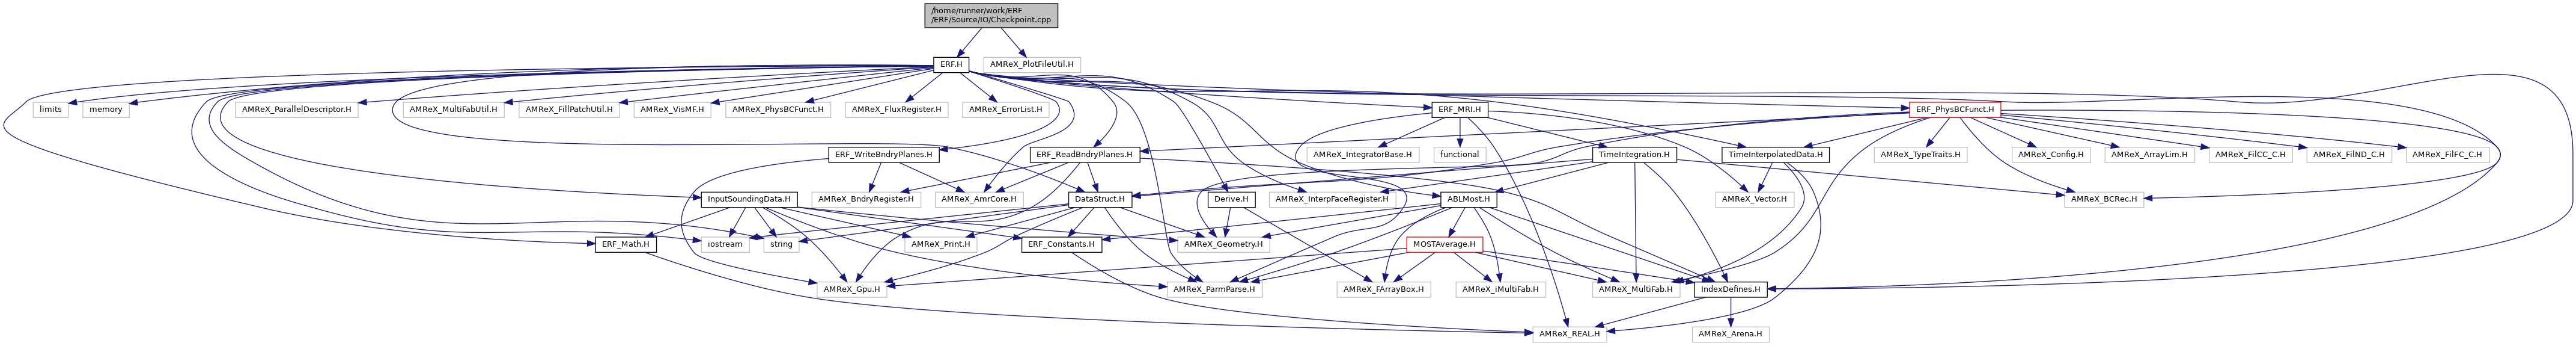 /home/runner/work/ERF
/ERF/Source/IO/Checkpoint.cpp
ERF.H
AMReX_PlotFileUtil.H
limits
memory
AMReX_ParallelDescriptor.H
AMReX_MultiFabUtil.H
AMReX_FillPatchUtil.H
AMReX_VisMF.H
AMReX_PhysBCFunct.H
AMReX_FluxRegister.H
AMReX_ErrorList.H
ERF_MRI.H
ERF_PhysBCFunct.H
ERF_WriteBndryPlanes.H
ERF_ReadBndryPlanes.H
AMReX_IntegratorBase.H
functional
TimeIntegration.H
TimeInterpolatedData.H
AMReX_TypeTraits.H
AMReX_Config.H
AMReX_ArrayLim.H
AMReX_FilCC_C.H
AMReX_FilND_C.H
AMReX_FilFC_C.H
InputSoundingData.H
AMReX_BndryRegister.H
AMReX_AmrCore.H
DataStruct.H
Derive.H
AMReX_InterpFaceRegister.H
ABLMost.H
AMReX_Vector.H
AMReX_BCRec.H
ERF_Math.H
iostream
string
AMReX_Print.H
ERF_Constants.H
AMReX_Geometry.H
MOSTAverage.H
AMReX_Gpu.H
AMReX_ParmParse.H
AMReX_FArrayBox.H
AMReX_iMultiFab.H
AMReX_MultiFab.H
IndexDefines.H
AMReX_REAL.H
AMReX_Arena.H